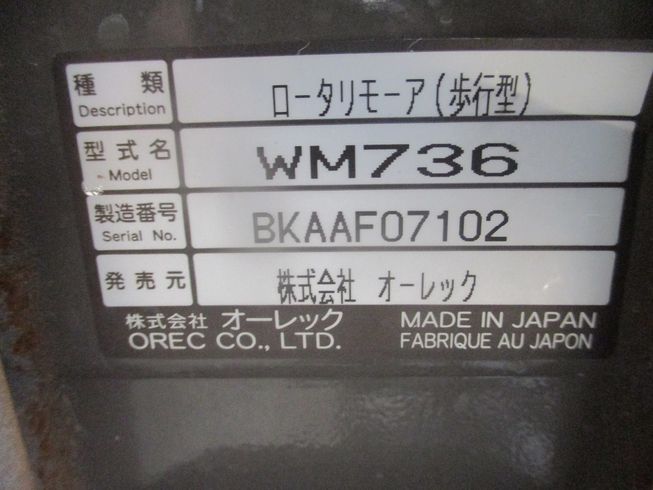 種類 ロータリモーア(歩行型)
Description
型式名 WM736
Model
製造番号 BKAAF07102
Serial No.
発売元 株式会社 オーレック
株式会社 オーレック MADE IN JAPAN
OREC CO., LTD. FABRIQUE AU JAPON